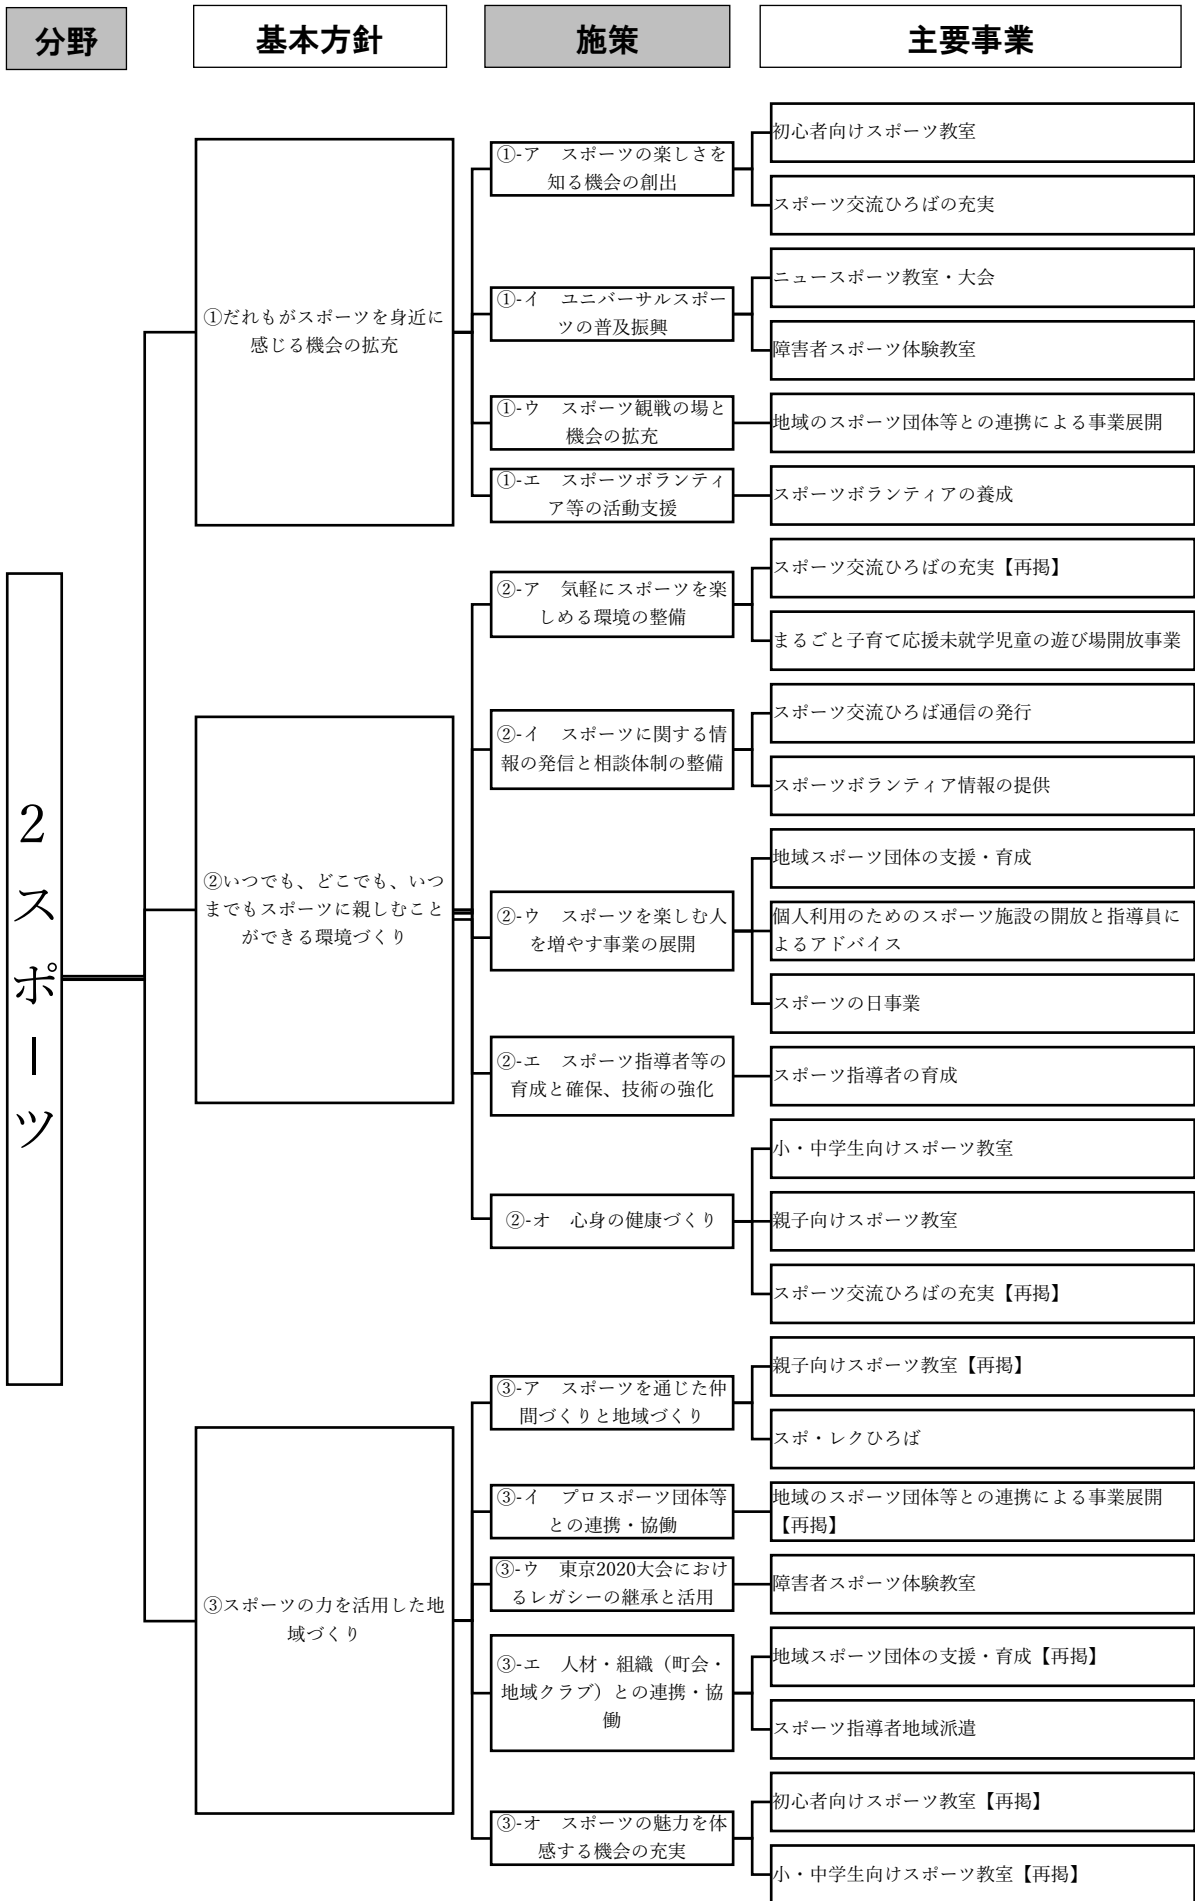 分野
基本方針
施策
主要事業
2スポーツ
①だれもがスポーツを身近に
感じる機会の拡充
①-ア　スポーツの楽しさを
知る機会の創出
初心者向けスポーツ教室
スポーツ交流ひろばの充実
①-イ　ユニバーサルスポー
ツの普及振興
ニュースポーツ教室・大会
障害者スポーツ体験教室
①-ウ　スポーツ観戦の場と
機会の拡充
地域のスポーツ団体等との連携による事業展開
①-エ　スポーツボランティ
ア等の活動支援
スポーツボランティアの養成
②いつでも、どこでも、いつ
までもスポーツに親しむこと
ができる環境づくり
②-ア　気軽にスポーツを楽
しめる環境の整備
スポーツ交流ひろばの充実【再掲】
まるごと子育て応援未就学児童の遊び場開放事業
②-イ　スポーツに関する情
報の発信と相談体制の整備
スポーツ交流ひろば通信の発行
スポーツボランティア情報の提供
②-ウ　スポーツを楽しむ人
を増やす事業の展開
地域スポーツ団体の支援・育成
個人利用のためのスポーツ施設の開放と指導員に
よるアドバイス
スポーツの日事業
②-エ　スポーツ指導者等の
育成と確保、技術の強化
スポーツ指導者の育成
②-オ　心身の健康づくり
小・中学生向けスポーツ教室
親子向けスポーツ教室
スポーツ交流ひろばの充実【再掲】
③スポーツの力を活用した地
域づくり
③-ア　スポーツを通じた仲
間づくりと地域づくり
親子向けスポーツ教室【再掲】
スポ・レクひろば
③-イ　プロスポーツ団体等
との連携・協働
地域のスポーツ団体等との連携による事業展開
【再掲】
③-ウ　東京2020大会におけ
るレガシーの継承と活用
障害者スポーツ体験教室
③-エ　人材・組織（町会・
地域クラブ）との連携・協
働
地域スポーツ団体の支援・育成【再掲】
スポーツ指導者地域派遣
③-オ　スポーツの魅力を体
感する機会の充実
初心者向けスポーツ教室【再掲】
小・中学生向けスポーツ教室【再掲】